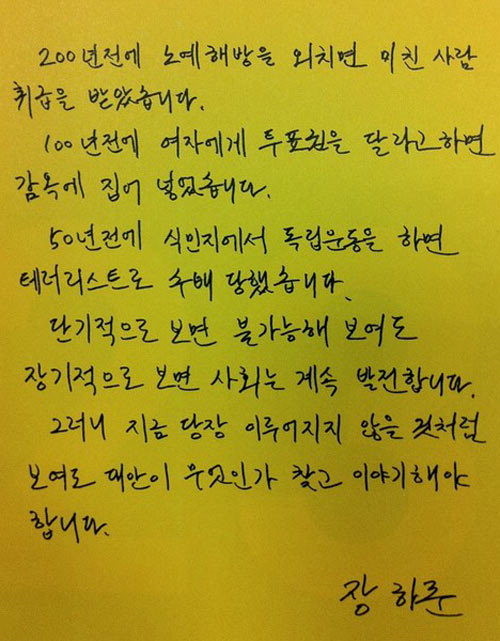 200년전에 노예해방을 외치면 미친 사람
취급을 받았습니다.
100년전에 여자에게 투표권을 달라고하면
감옥에 집어 넣었습니다.
50년전에 식민지에서 독립운동을 하면
테러리스트로 수배 당했습니다.
단기적으로 보면 불가능해 보여도
장기적으로 보면 사회는 계속 발전합니다.
그러니 지금 당장 이루어지지 않을 것처럼
보여도 대안이 무엇인가 찾고 이야기해야
합니다.
장하준